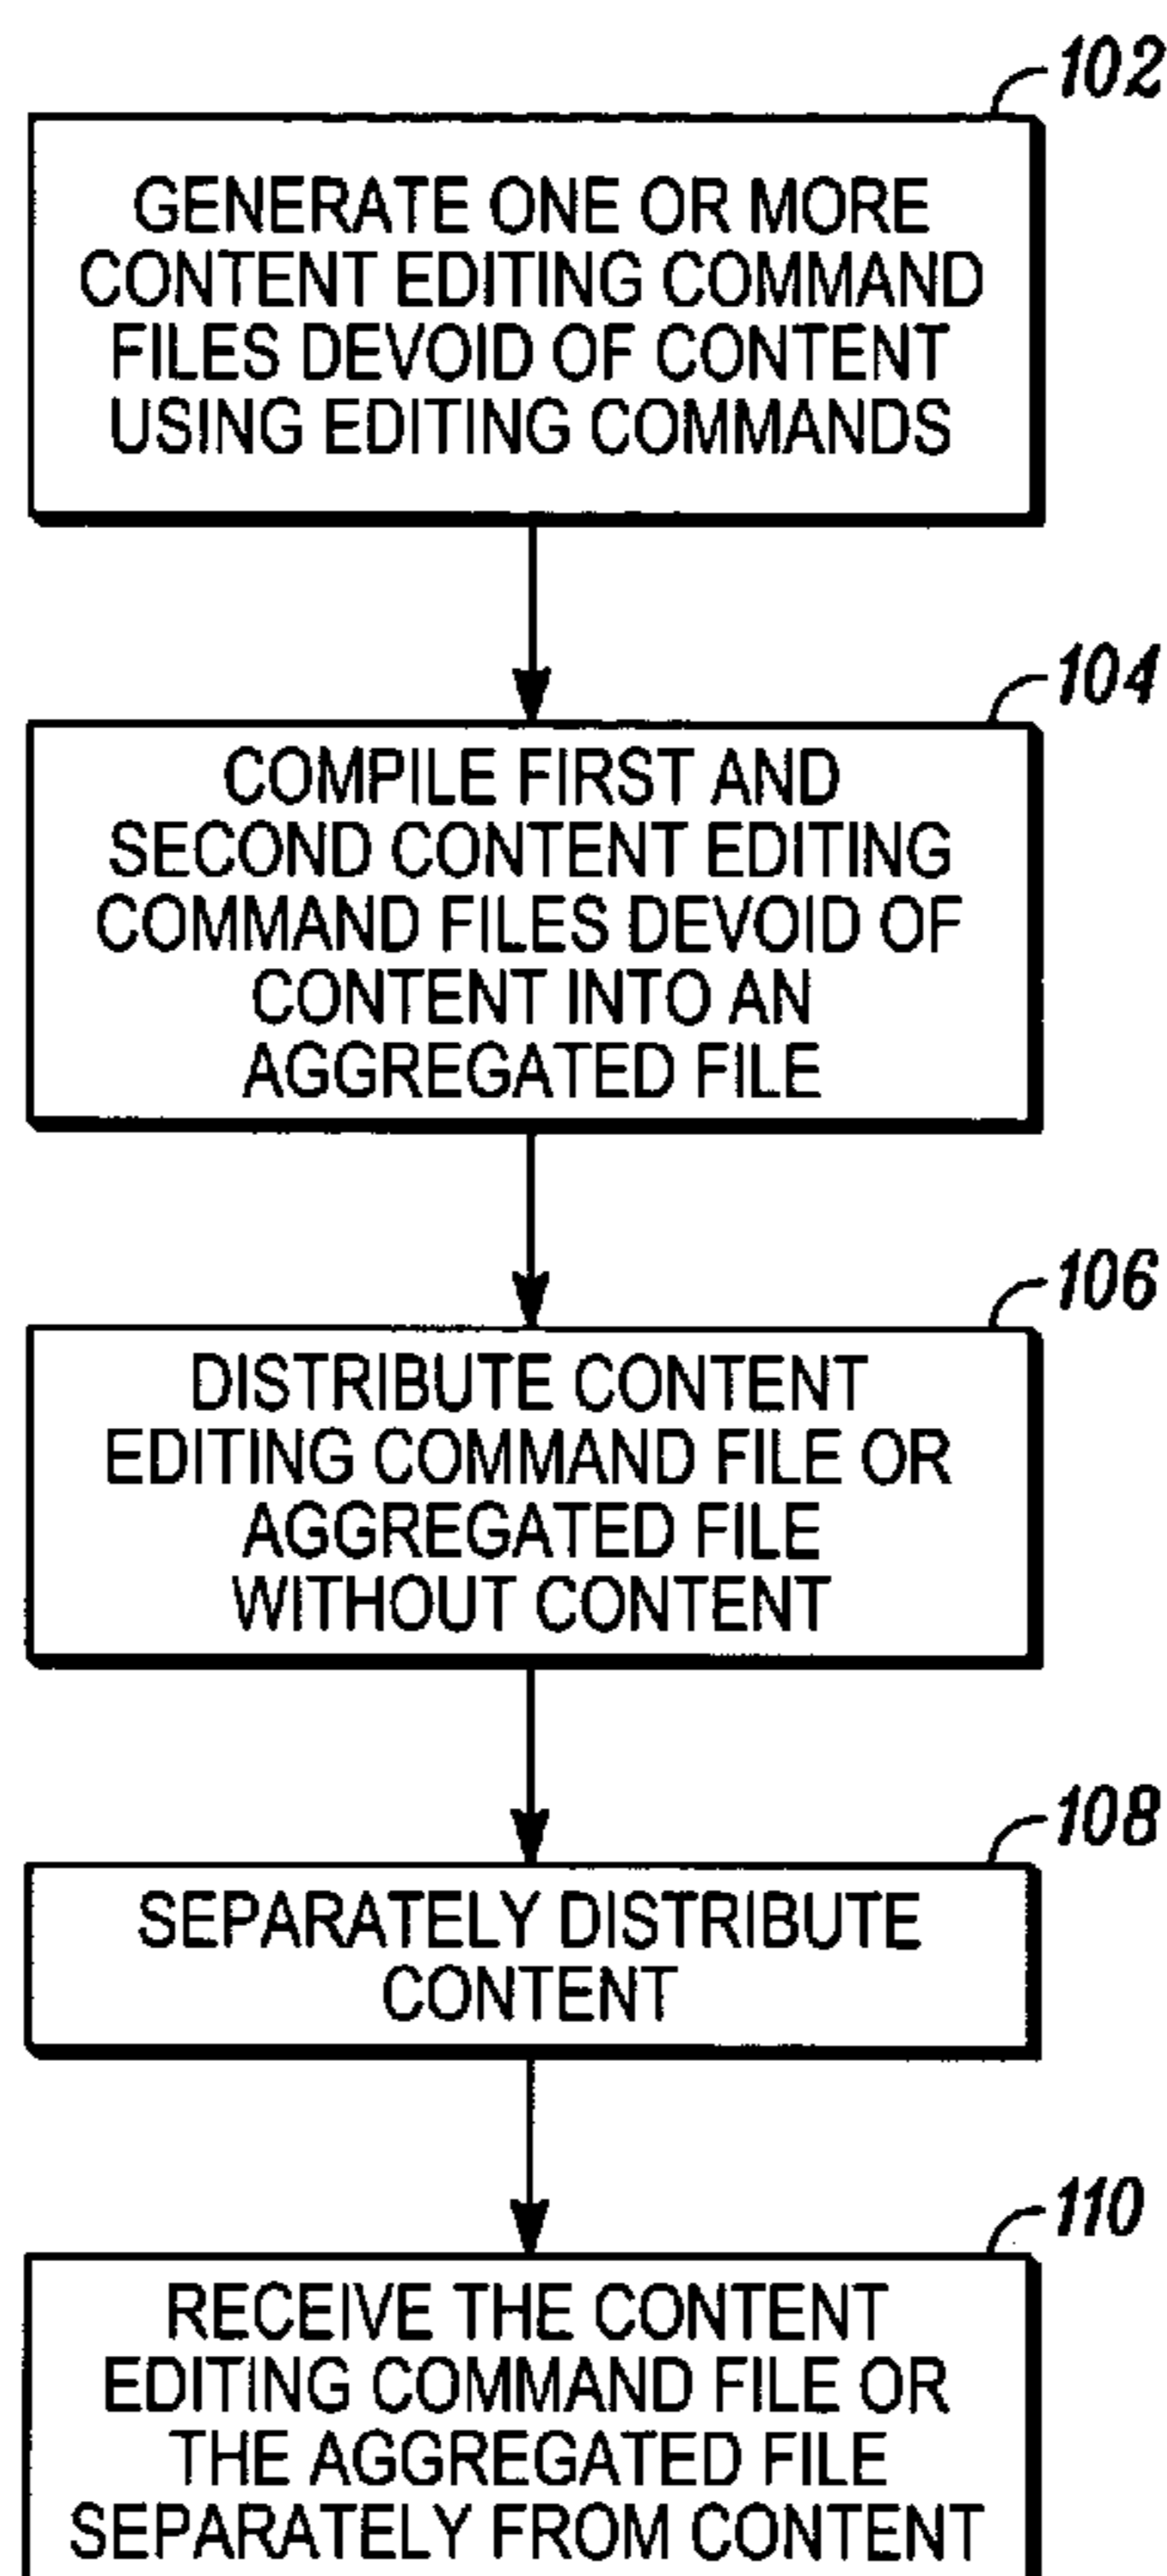 102
GENERATE ONE OR MORE
CONTENT EDITING COMMAND
FILES DEVOID OF CONTENT
USING EDITING COMMANDS
104
COMPILE FIRST AND
SECOND CONTENT EDITING
COMMAND FILES DEVOID OF
CONTENT INTO AN
AGGREGATED FILE
106
DISTRIBUTE CONTENT
EDITING COMMAND FILE OR
AGGREGATED FILE
WITHOUT CONTENT
108
SEPARATELY DISTRIBUTE
CONTENT
110
RECEIVE THE CONTENT
EDITING COMMAND FILE OR
THE AGGREGATED FILE
SEPARATELY FROM CONTENT